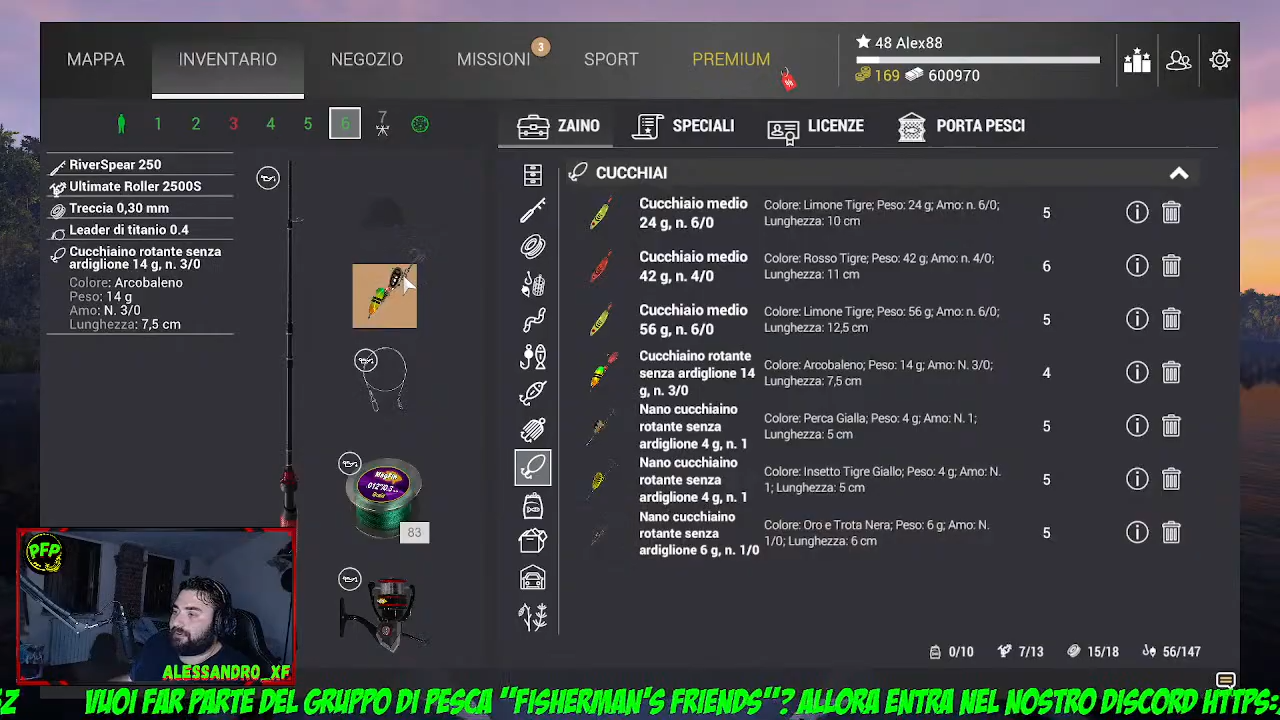 MAPPA
INVENTARIO
NEGOZIO
MISSIONI
3
SPORT
PREMIUM
48 Alex88
169 600970
1 2 3 4 5 6 7
ZAINO
SPECIALI
LICENZE
PORTA PESCI
RiverSpear 250
Ultimate Roller 2500S
Treccia 0,30 mm
Leader di titanio 0.4
Cucchiaino rotante senza
ardiglione 14 g, n. 3/0
Colore: Arcobaleno
Peso: 14 g
Amo: N. 3/0
Lunghezza: 7,5 cm
83
CUCCHIAI
Cucchiaio medio
24 g, n. 6/0
Colore: Limone Tigre; Peso: 24 g; Amo: n. 6/0;
Lunghezza: 10 cm
5
Cucchiaio medio
42 g, n. 4/0
Colore: Rosso Tigre; Peso: 42 g; Amo: n. 4/0;
Lunghezza: 11 cm
6
Cucchiaio medio
56 g, n. 6/0
Colore: Limone Tigre; Peso: 56 g; Amo: n. 6/0;
Lunghezza: 12,5 cm
5
Cucchiaino rotante
senza ardiglione 14
g, n. 3/0
Colore: Arcobaleno; Peso: 14 g; Amo: N. 3/0;
Lunghezza: 7,5 cm
4
Nano cucchiaino
rotante senza
ardiglione 4 g, n. 1
Colore: Perca Gialla; Peso: 4 g; Amo: N. 1;
Lunghezza: 5 cm
5
Nano cucchiaino
rotante senza
ardiglione 4 g, n. 1
Colore: Insetto Tigre Giallo; Peso: 4 g; Amo: N.
1; Lunghezza: 5 cm
5
Nano cucchiaino
rotante senza
ardiglione 6 g, n. 1/0
Colore: Oro e Trota Nera; Peso: 6 g; Amo: N.
1/0; Lunghezza: 6 cm
5
0/10
7/13
15/18
56/147
PFP
ALESSANDRO_XF
VUOI FAR PARTE DEL GRUPPO DI PESCA "FISHERMAN'S FRIENDS"? ALLORA ENTRA NEL NOSTRO DISCORD HTTPS: